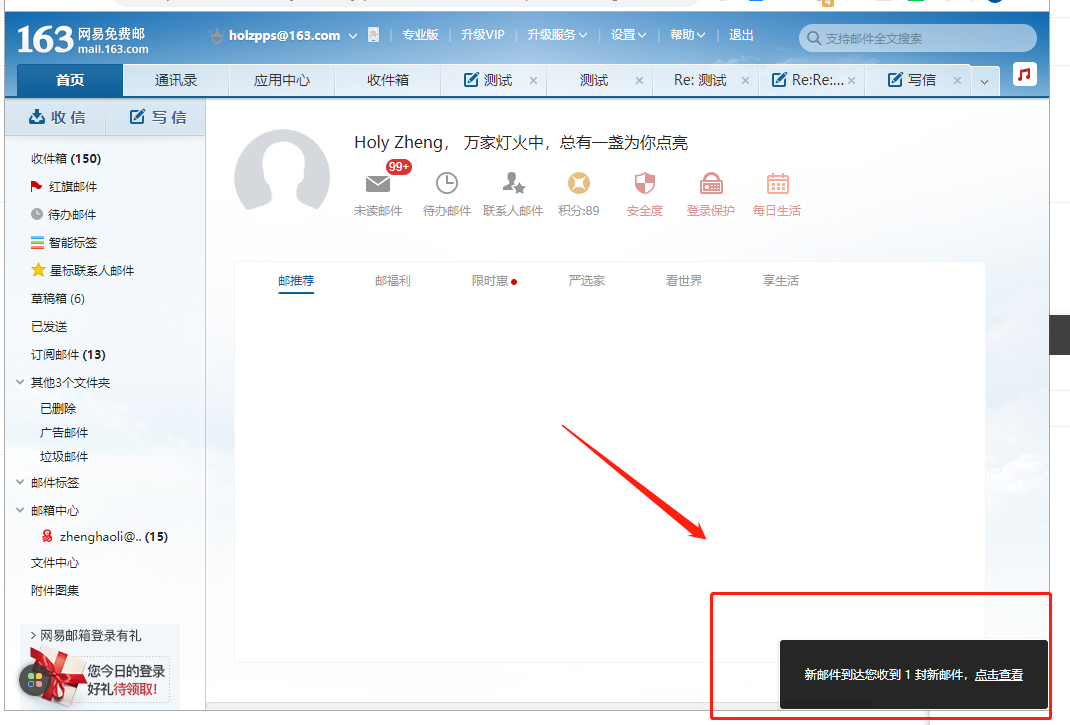 163 网易免费邮
mail.163.com
holzpps@163.com
专业版 | 升级VIP | 升级服务 | 设置 | 帮助 | 退出
支持邮件全文搜索
首页
通讯录
应用中心
收件箱
测试 ×
测试 ×
Re: 测试 ×
Re:Re:... ×
写信 ×
收信
写信
收件箱 (150)
红旗邮件
待办邮件
智能标签
星标联系人邮件
草稿箱 (6)
已发送
订阅邮件 (13)
其他3个文件夹
已删除
广告邮件
垃圾邮件
邮件标签
邮箱中心
zhenghaoli@.. (15)
文件中心
附件图集
> 网易邮箱登录有礼
您今日的登录
好礼待领取!
Holy Zheng， 万家灯火中，总有一盏为你点亮
99+
未读邮件
待办邮件
联系人邮件
积分:89
安全度
登录保护
每日生活
邮推荐
邮福利
限时惠
严选家
看世界
享生活
新邮件到达您收到 1 封新邮件，点击查看